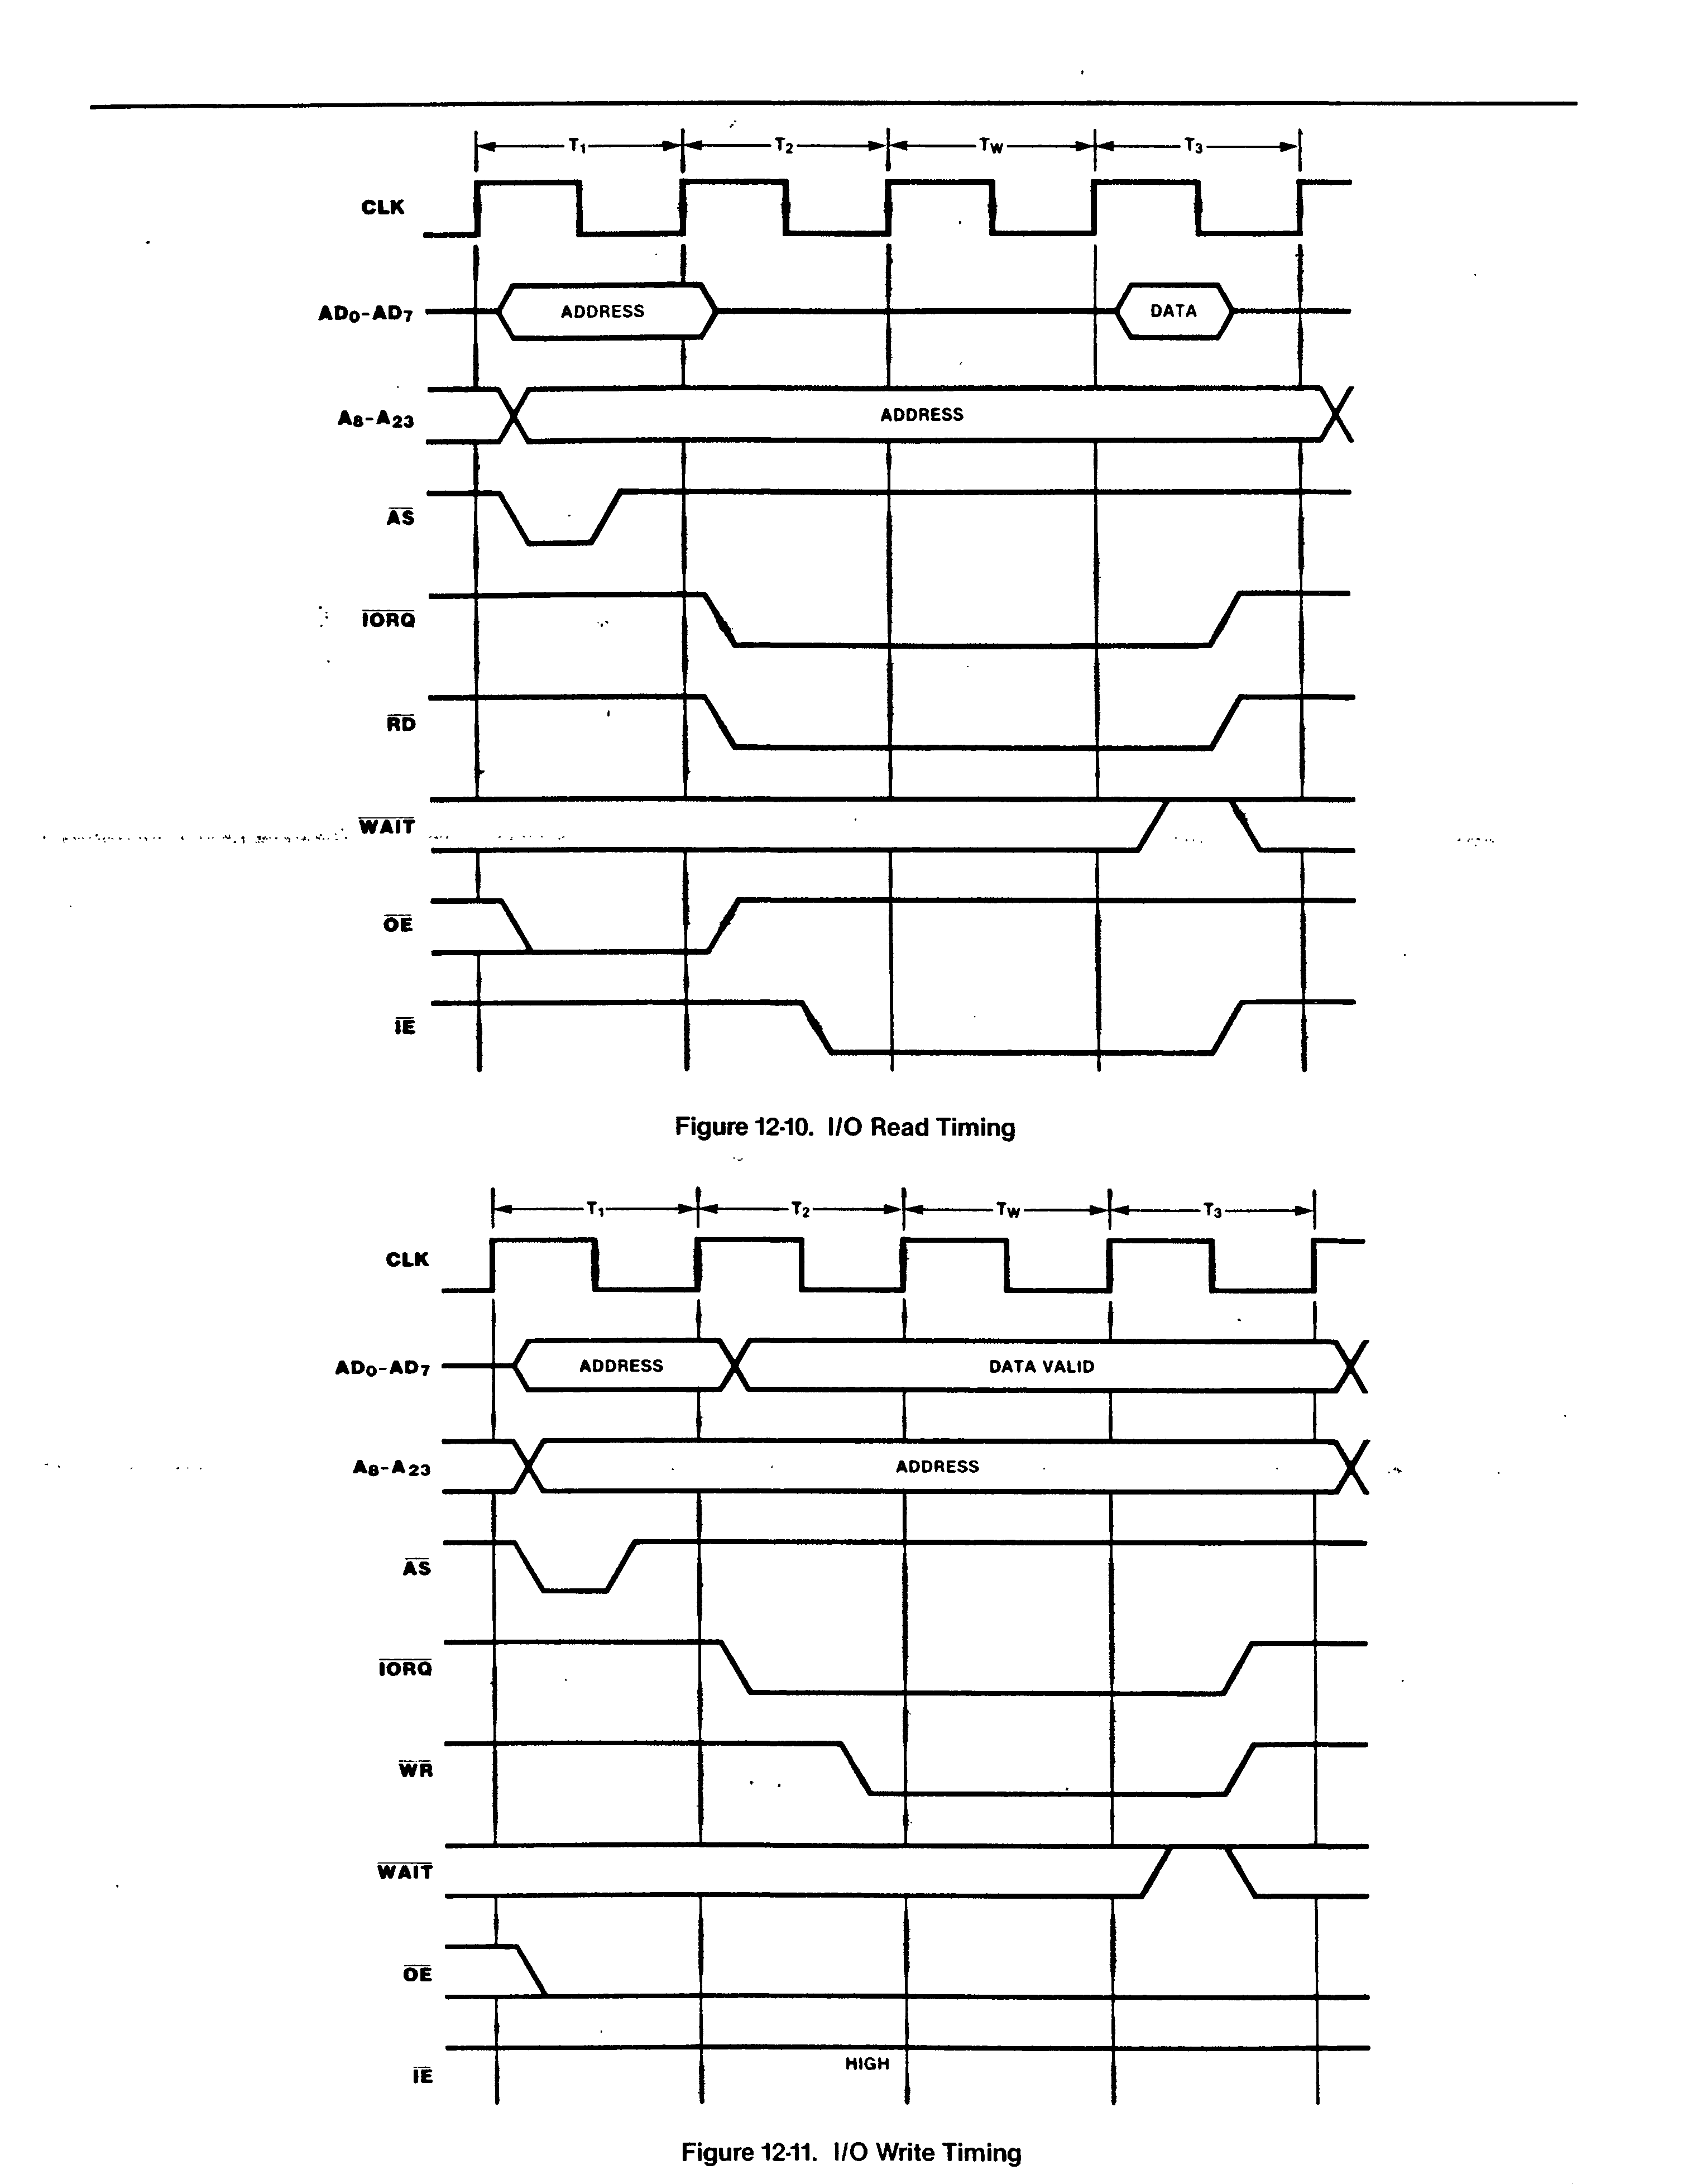 T1 T2 TW T3
CLK
AD0-AD7 ADDRESS DATA
A8-A23 ADDRESS
AS
IORQ
RD
WAIT
OE
IE
Figure 12-10. I/O Read Timing
T1 T2 TW T3
CLK
AD0-AD7 ADDRESS DATA VALID
A8-A23 ADDRESS
AS
IORQ
WR
WAIT
OE
IE HIGH
Figure 12-11. I/O Write Timing